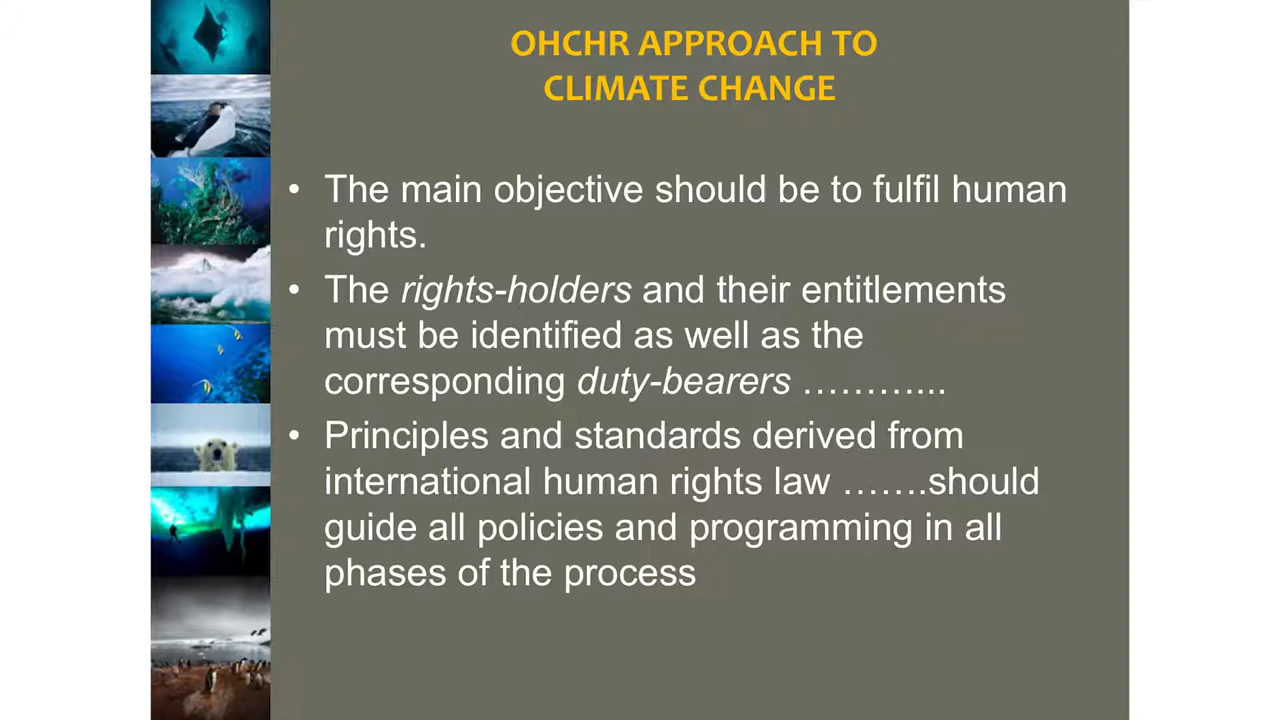 OHCHR APPROACH TO
CLIMATE CHANGE
• The main objective should be to fulfil human
rights.
• The rights-holders and their entitlements
must be identified as well as the
corresponding duty-bearers ………...
• Principles and standards derived from
international human rights law …….should
guide all policies and programming in all
phases of the process